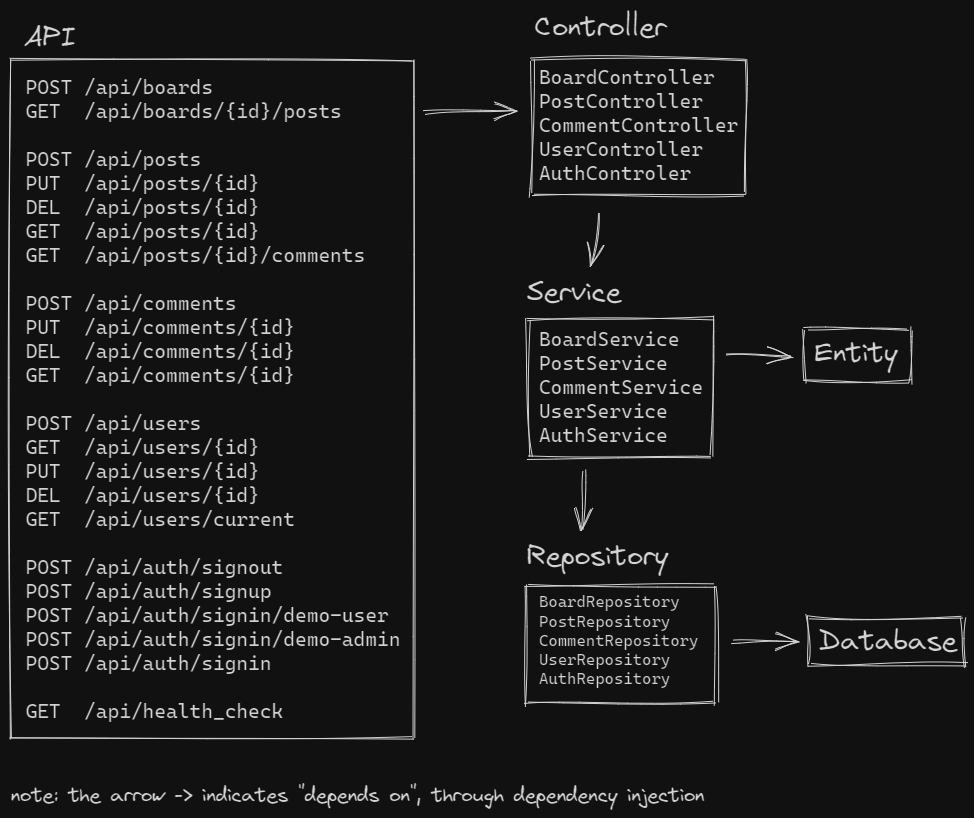 API
POST /api/boards
GET /api/boards/{id}/posts
POST /api/posts
PUT /api/posts/{id}
DEL /api/posts/{id}
GET /api/posts/{id}
GET /api/posts/{id}/comments
POST /api/comments
PUT /api/comments/{id}
DEL /api/comments/{id}
GET /api/comments/{id}
POST /api/users
GET /api/users/{id}
PUT /api/users/{id}
DEL /api/users/{id}
GET /api/users/current
POST /api/auth/signout
POST /api/auth/signup
POST /api/auth/signin/demo-user
POST /api/auth/signin/demo-admin
POST /api/auth/signin
GET /api/health_check
Controller
BoardController
PostController
CommentController
UserController
AuthControler
Service
BoardService
PostService
CommentService
UserService
AuthService
Entity
Repository
BoardRepository
PostRepository
CommentRepository
UserRepository
AuthRepository
Database
note: the arrow -> indicates "depends on", through dependency injection